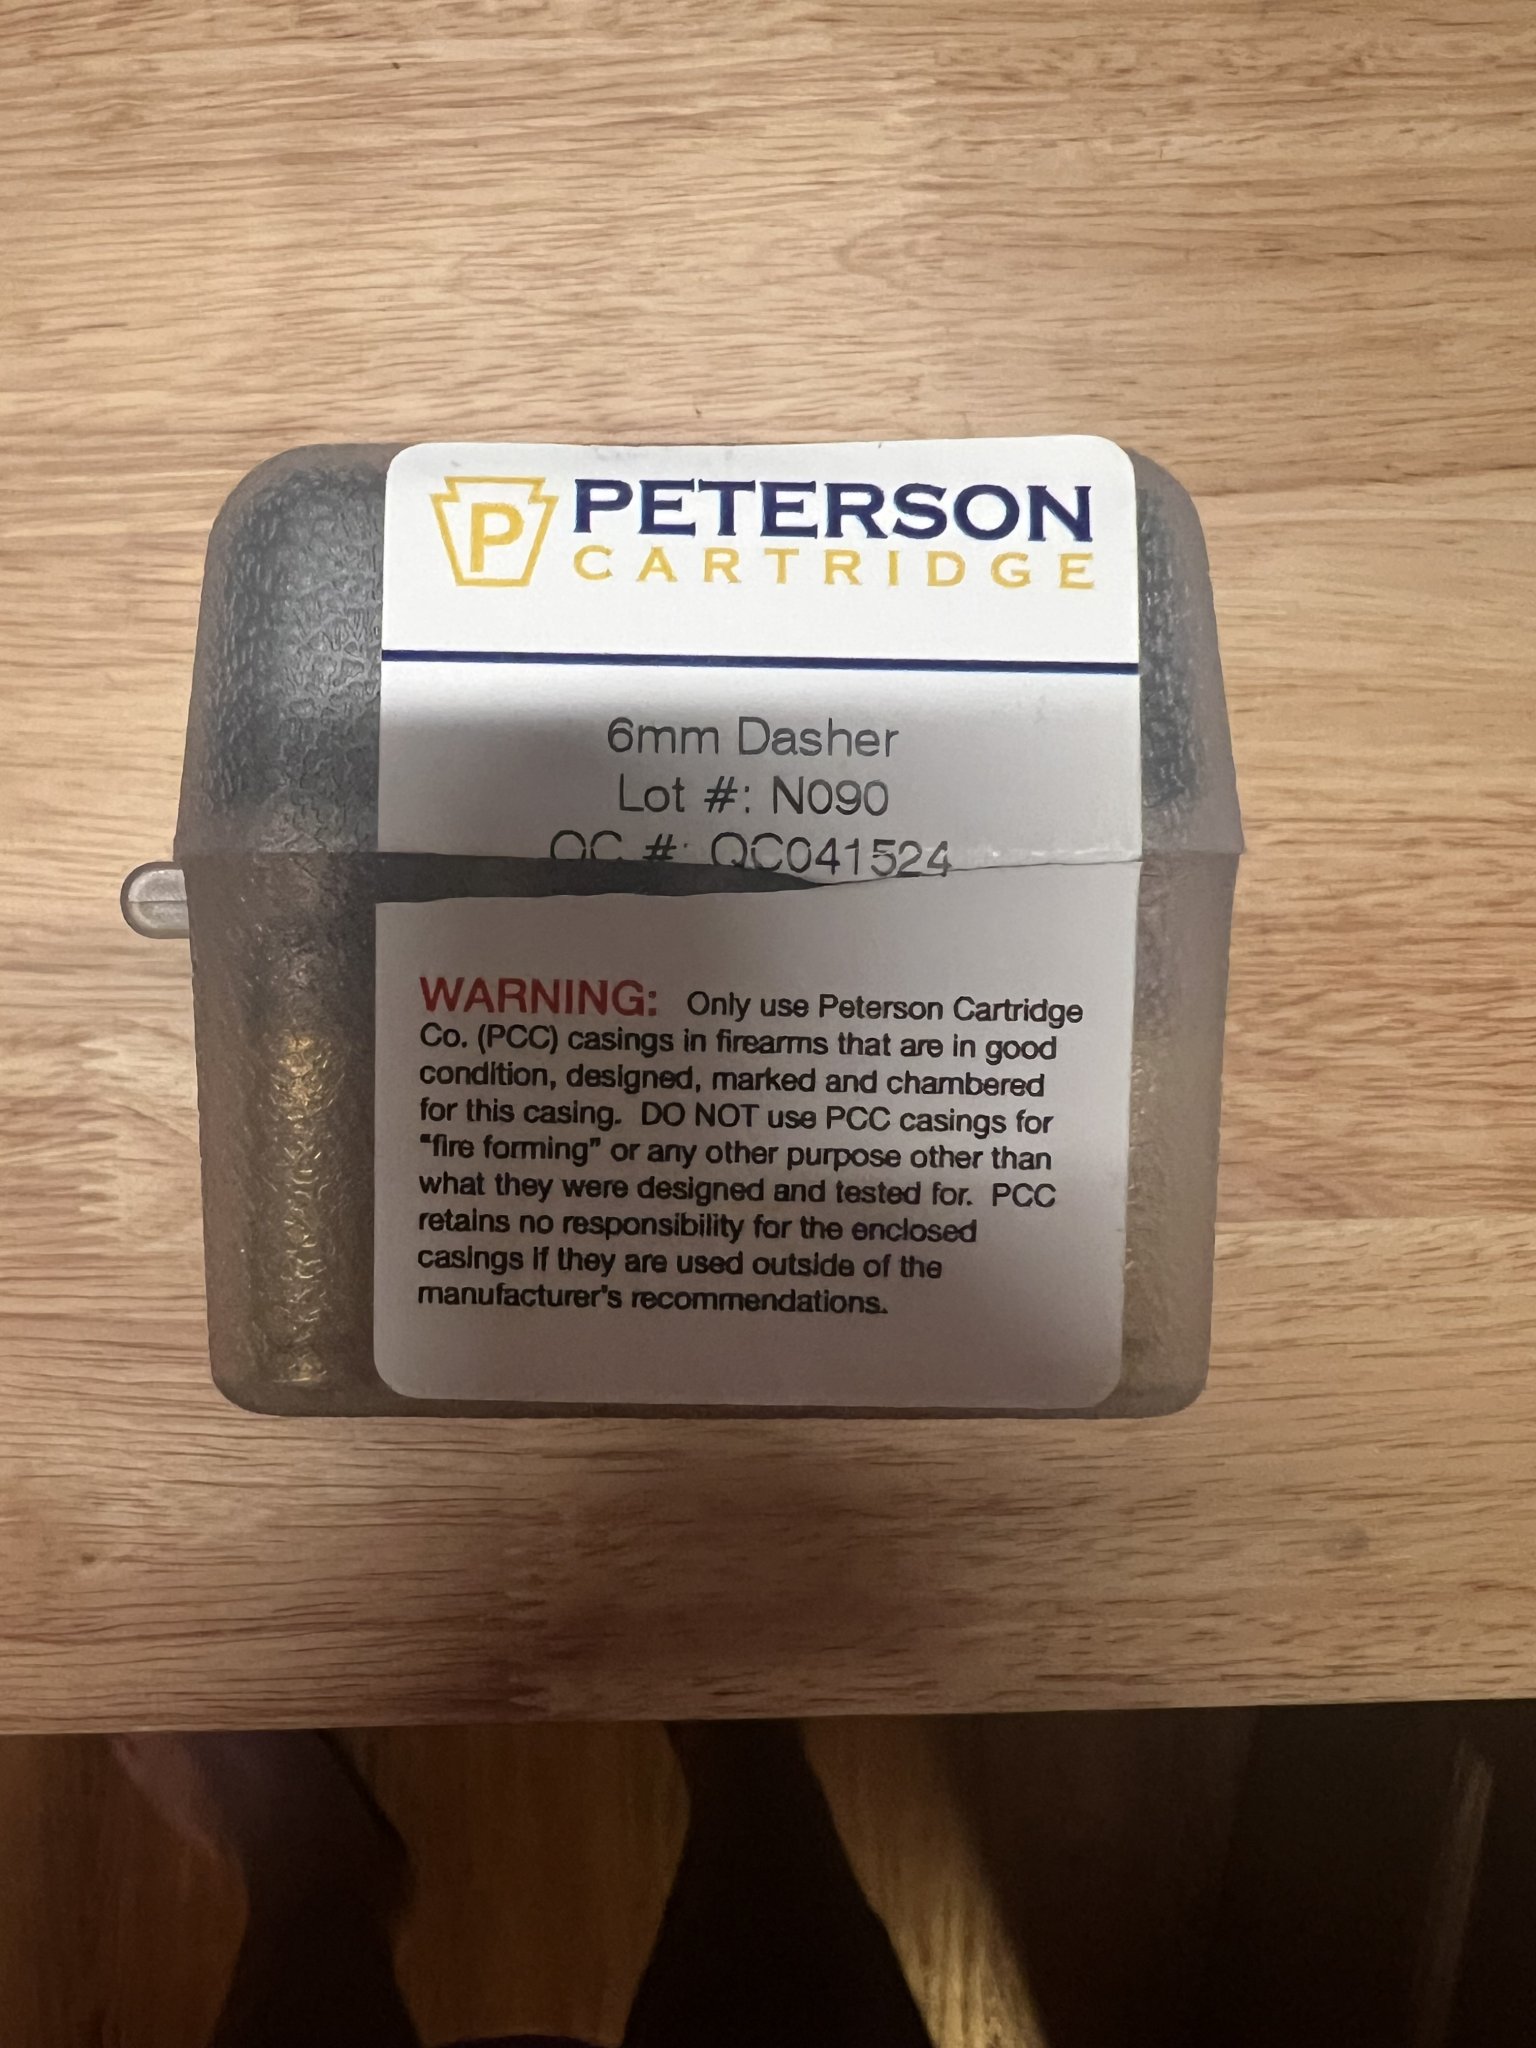 P
PETERSON
CARTRIDGE
6mm Dasher
Lot #: N090
QC #: QC041524
WARNING: Only use Peterson Cartridge
Co. (PCC) casings in firearms that are in good
condition, designed, marked and chambered
for this casing. DO NOT use PCC casings for
"fire forming" or any other purpose other than
what they were designed and tested for. PCC
retains no responsibility for the enclosed
casings if they are used outside of the
manufacturer's recommendations.